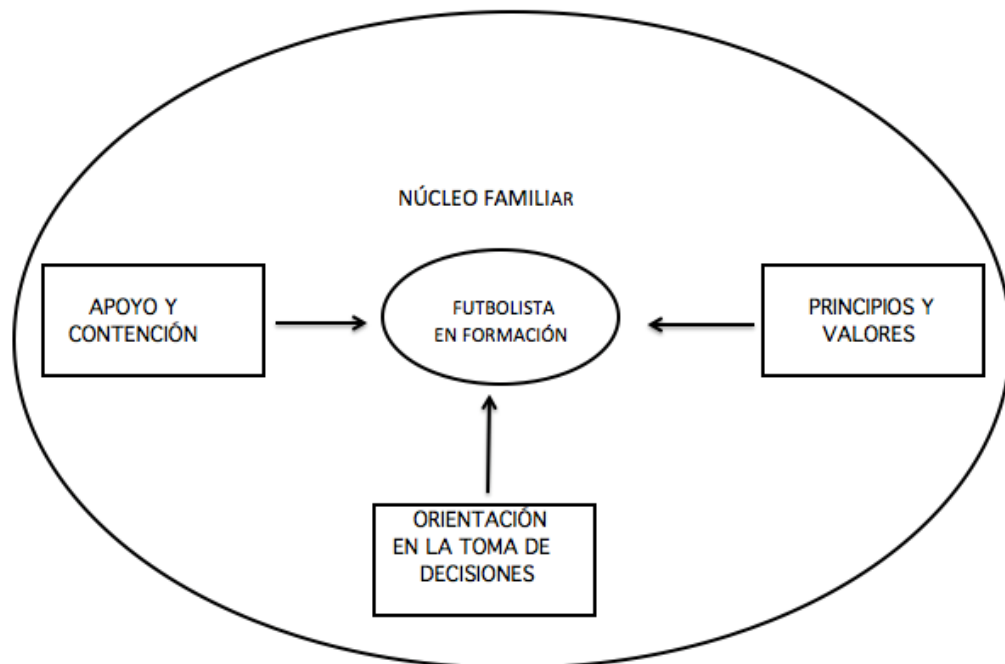 NÚCLEO FAMILIAR
APOYO Y
CONTENCIÓN
FUTBOLISTA
EN FORMACIÓN
PRINCIPIOS Y
VALORES
ORIENTACIÓN
EN LA TOMA DE
DECISIONES